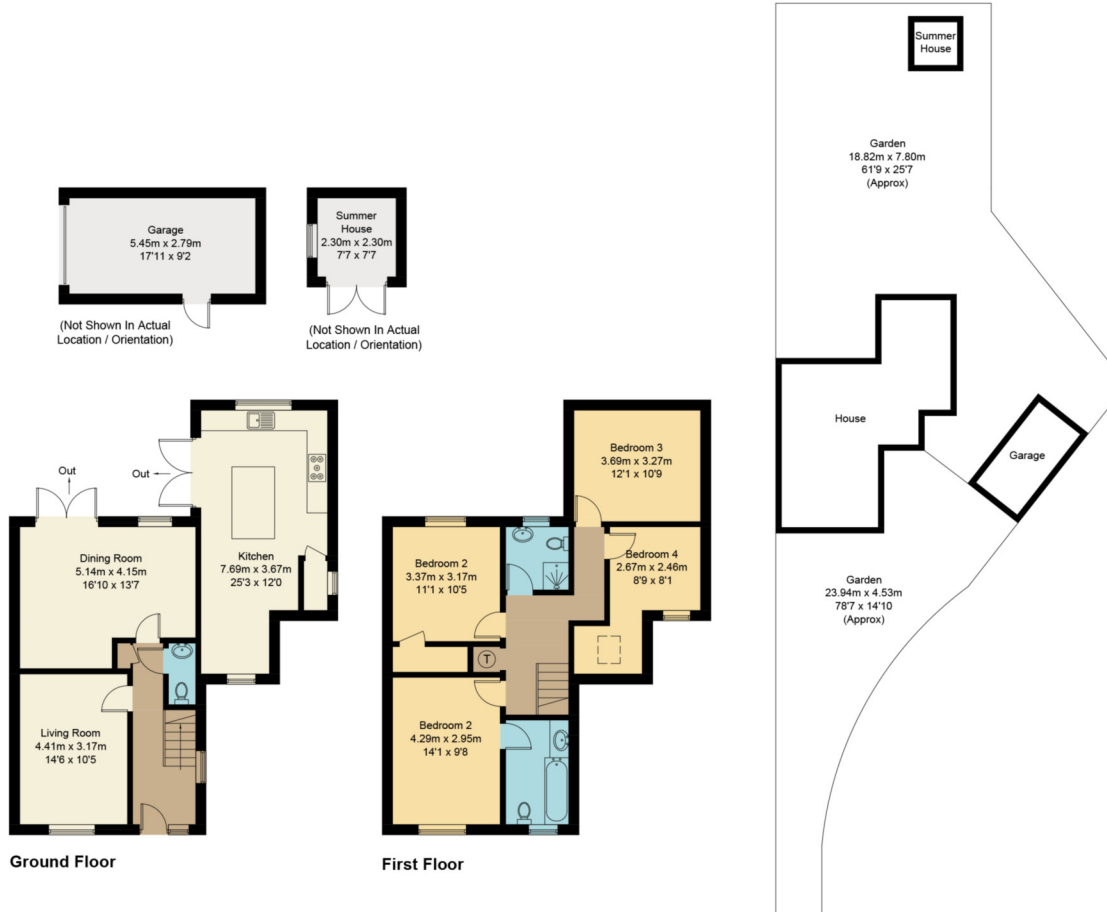 Summer
House
Garden
18.82m x 7.80m
61'9 x 25'7
(Approx)
Garage
5.45m x 2.79m
17'11 x 9'2
(Not Shown In Actual
Location / Orientation)
Summer
House
2.30m x 2.30m
7'7 x 7'7
(Not Shown In Actual
Location / Orientation)
House
Garage
Garden
23.94m x 4.53m
78'7 x 14'10
(Approx)
Out
Out
Kitchen
7.69m x 3.67m
25'3 x 12'0
Dining Room
5.14m x 4.15m
16'10 x 13'7
Living Room
4.41m x 3.17m
14'6 x 10'5
Ground Floor
Bedroom 3
3.69m x 3.27m
12'1 x 10'9
Bedroom 2
3.37m x 3.17m
11'1 x 10'5
Bedroom 4
2.67m x 2.46m
8'9 x 8'1
T
Bedroom 2
4.29m x 2.95m
14'1 x 9'8
First Floor